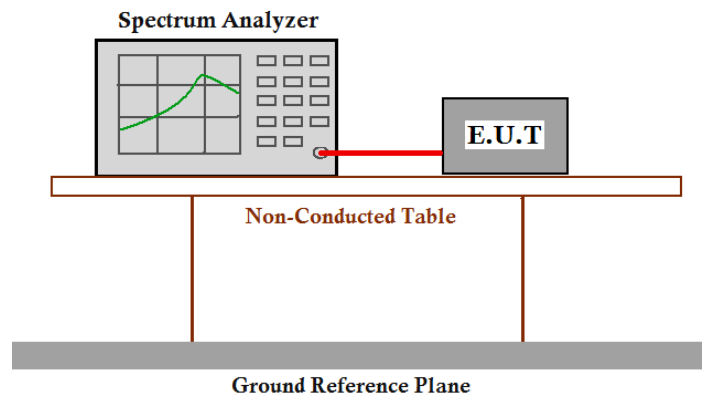 Spectrum Analyzer
E.U.T
Non-Conducted Table
Ground Reference Plane